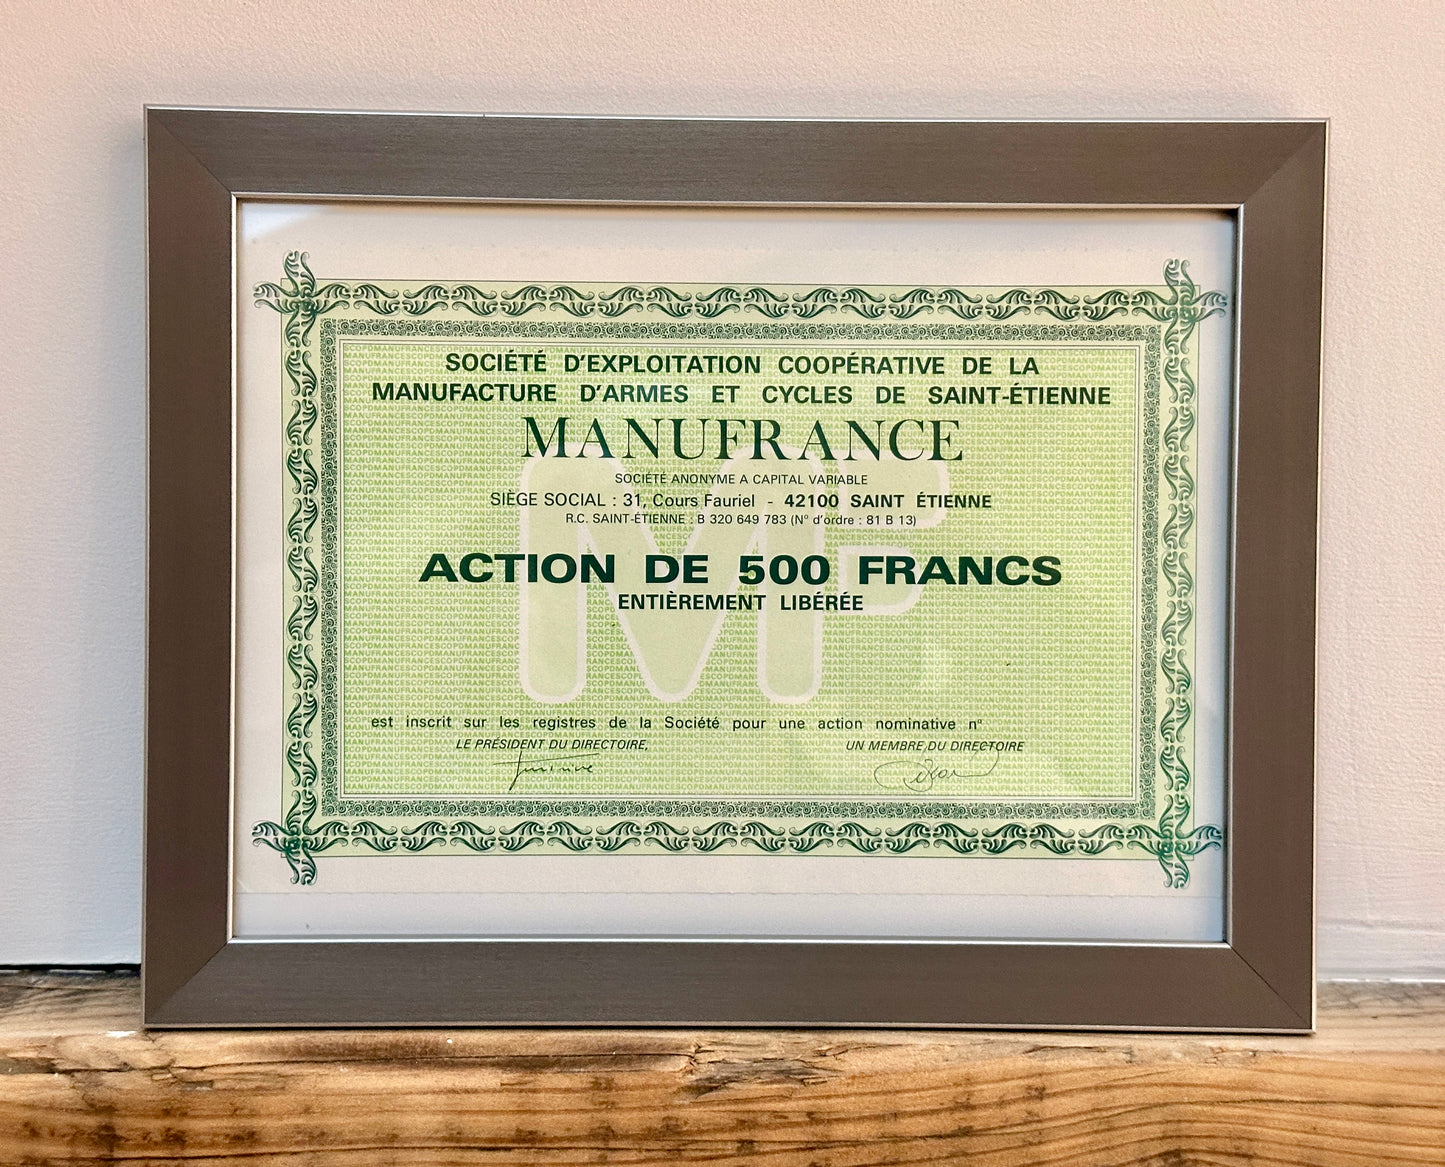 SOCIÉTÉ D'EXPLOITATION COOPÉRATIVE DE LA
MANUFACTURE D'ARMES ET CYCLES DE SAINT-ÉTIENNE
MANUFRANCE
SOCIÉTÉ ANONYME A CAPITAL VARIABLE
SIÈGE SOCIAL : 31, Cours Fauriel - 42100 SAINT ÉTIENNE
R.C. SAINT-ÉTIENNE : B 320 649 783 (N° d'ordre : 81 B 13)
MF
ACTION DE 500 FRANCS
ENTIÈREMENT LIBÉRÉE
est inscrit sur les registres de la Société pour une action nominative n°
LE PRÉSIDENT DU DIRECTOIRE,
UN MEMBRE DU DIRECTOIRE